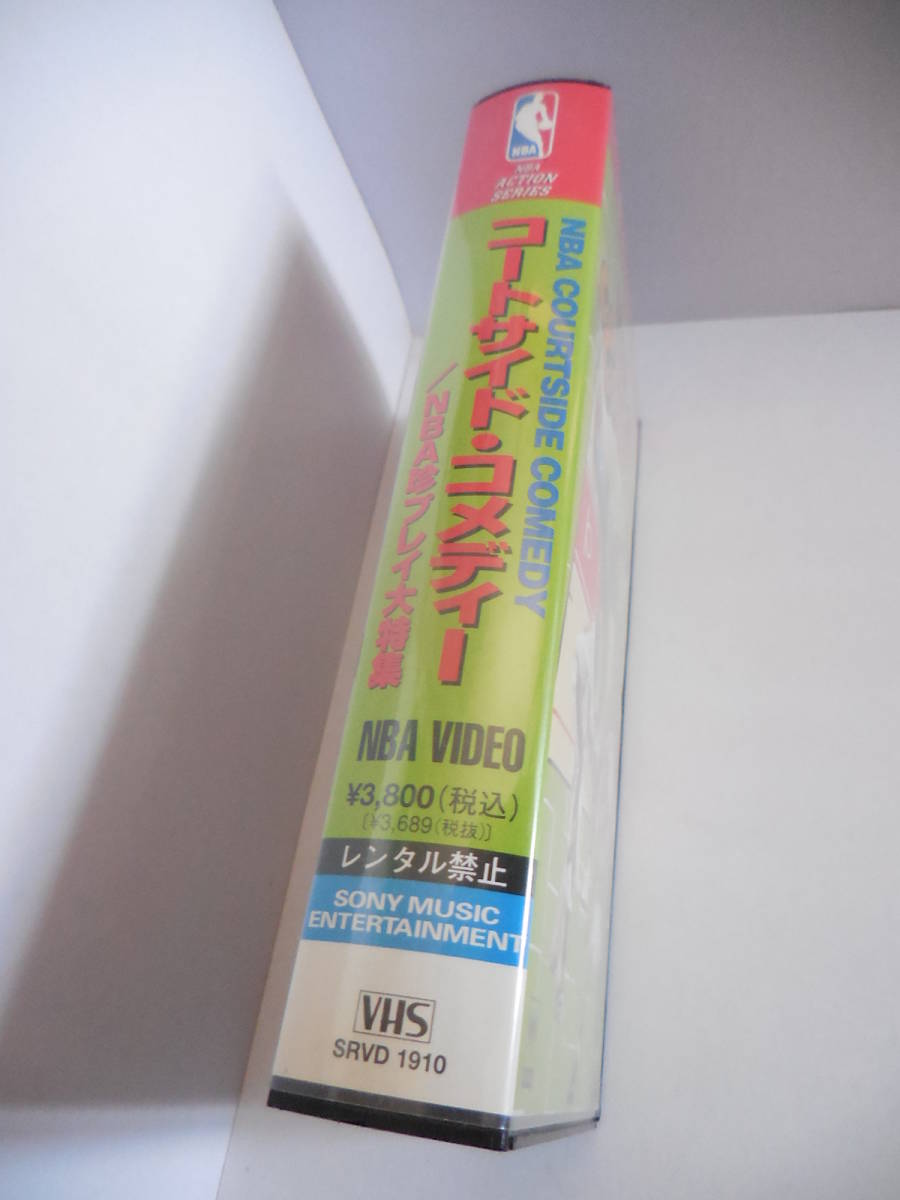 NBA
NBA
ACTION
SERIES
NBA COURTSIDE COMEDY
コートサイド・コメディー
/NBA珍プレイ大特集
NBA VIDEO
¥3,800(税込)
[¥3,689(税抜)]
レンタル禁止
SONY MUSIC
ENTERTAINMENT
VHS
SRVD 1910